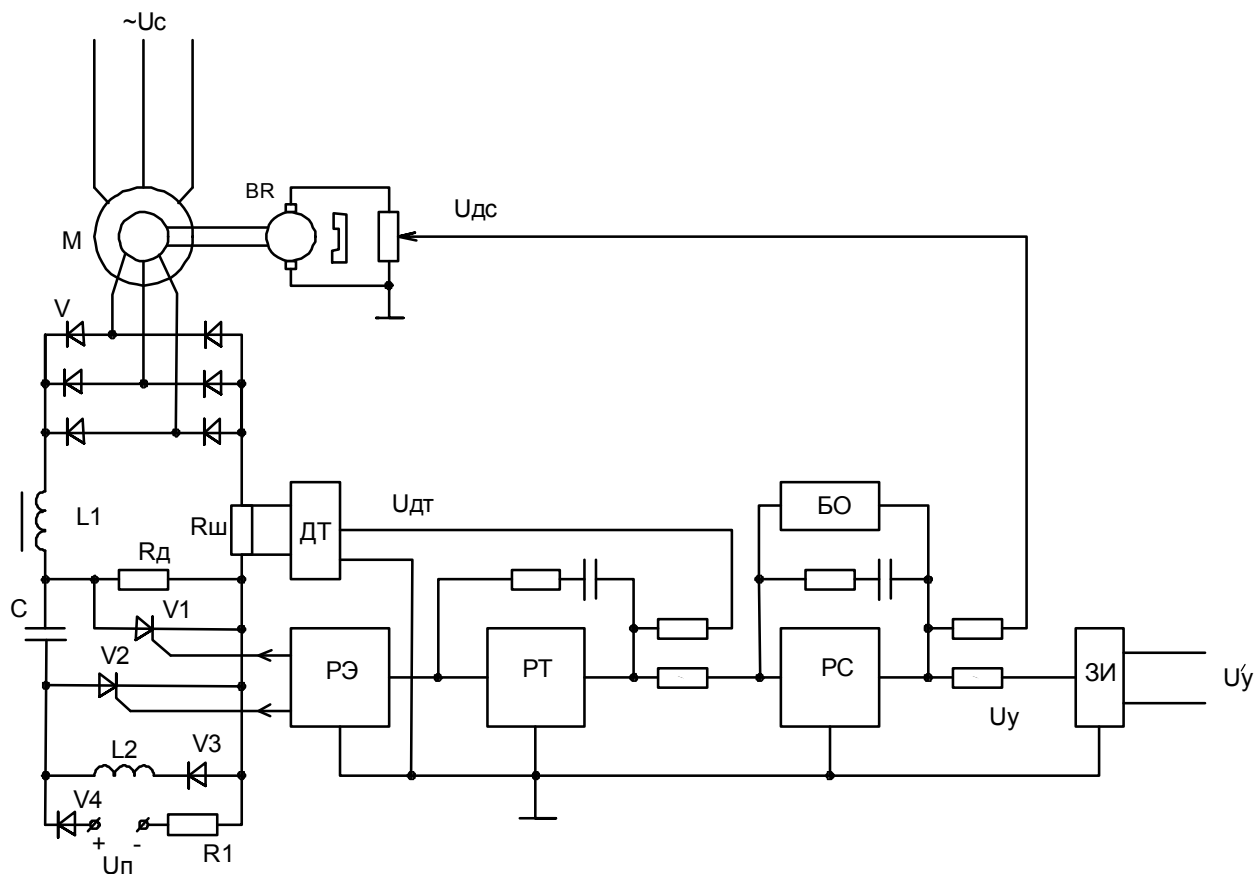 ~Uc
BR
Uдс
М
V
L1
Rш
ДТ
Uдт
БО
Rд
С
V1
V2
РЭ
РТ
РС
ЗИ
U′у
Uу
L2
V3
V4
+
-
Uп
R1